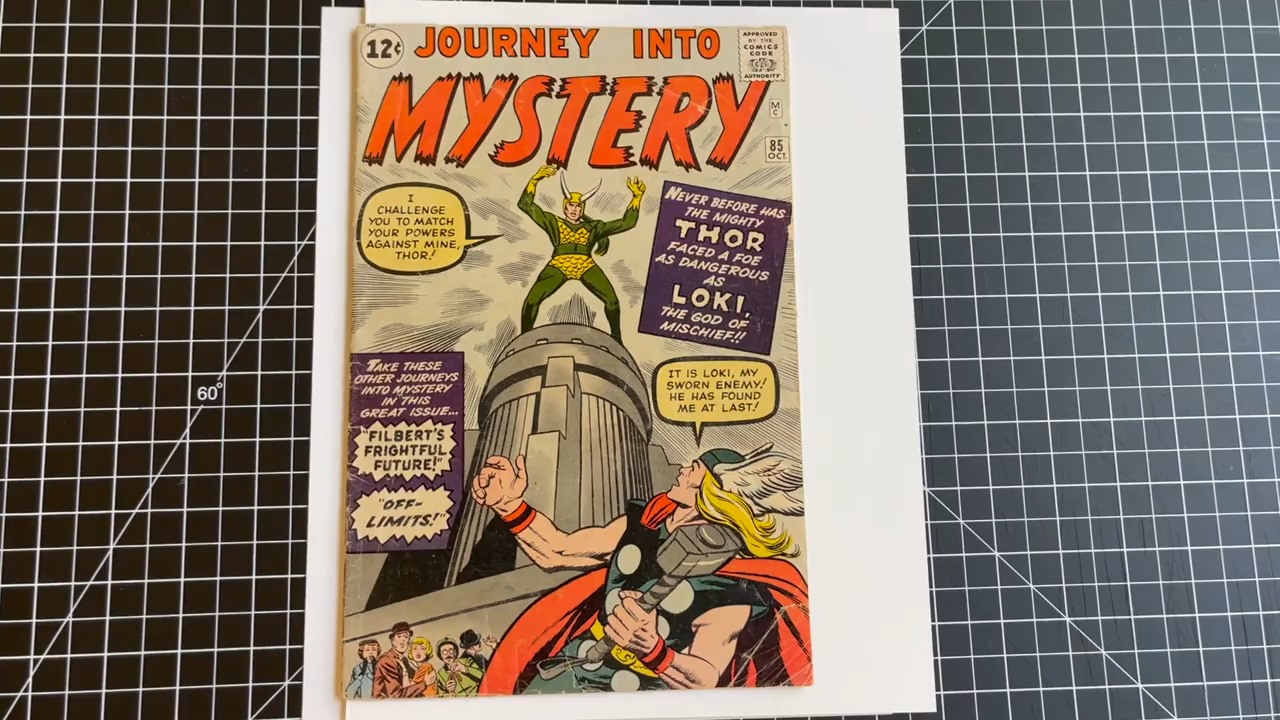 12¢
JOURNEY INTO
MYSTERY
APPROVED
BY THE
COMICS
CODE
AUTHORITY
M
C
85
OCT.
I
CHALLENGE
YOU TO MATCH
YOUR POWERS
AGAINST MINE,
THOR!
NEVER BEFORE HAS
THE MIGHTY
THOR
FACED A FOE
AS DANGEROUS
AS
LOKI,
THE GOD OF
MISCHIEF!!
TAKE THESE
OTHER JOURNEYS
INTO MYSTERY
IN THIS
GREAT ISSUE...
"FILBERT'S
FRIGHTFUL
FUTURE!"
"OFF-
LIMITS!"
IT IS LOKI, MY
SWORN ENEMY!
HE HAS FOUND
ME AT LAST!
60°